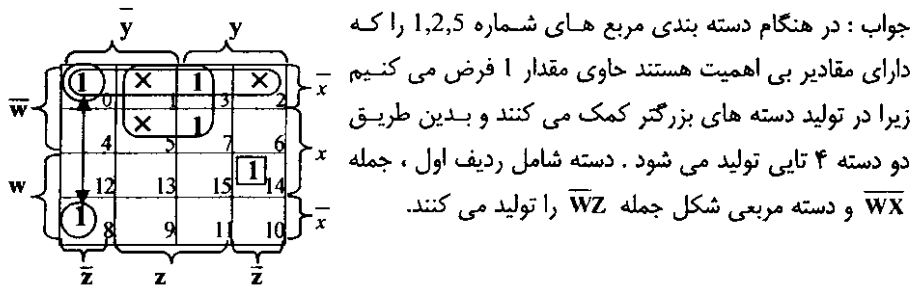 جواب : در هنگام دسته بندی مربع های شماره 1,2,5 را که
دارای مقادیر بی اهمیت هستند حاوی مقدار 1 فرض می کنیم
زیرا در تولید دسته های بزرگتر کمک می کنند و بدین طریق
دو دسته ۴ تایی تولید می شود . دسته شامل ردیف اول ، جمله
W̅X̅ و دسته مربعی شکل جمله W̅Z را تولید می کنند.
y̅ y
w̅ 1 0 × 1 1 3 × 2 x̅
4 × 5 1 7 6 x
w 12 13 15 1 14
1 8 9 11 10 x̅
z̅ z z̅